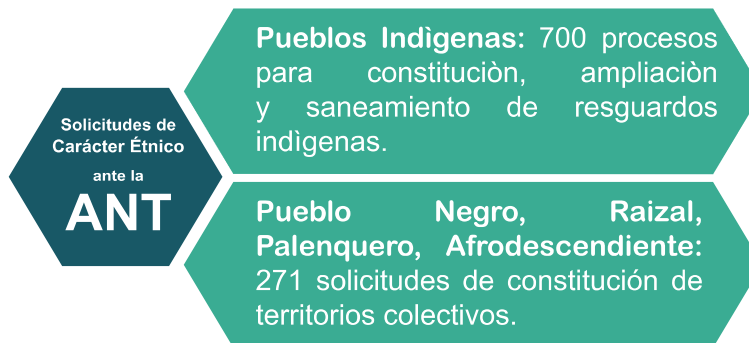 Solicitudes de
Carácter Étnico
ante la
ANT
Pueblos Indìgenas: 700 procesos
para constituciòn, ampliaciòn
y saneamiento de resguardos
indìgenas.
Pueblo Negro, Raizal,
Palenquero, Afrodescendiente:
271 solicitudes de constitución de
territorios colectivos.